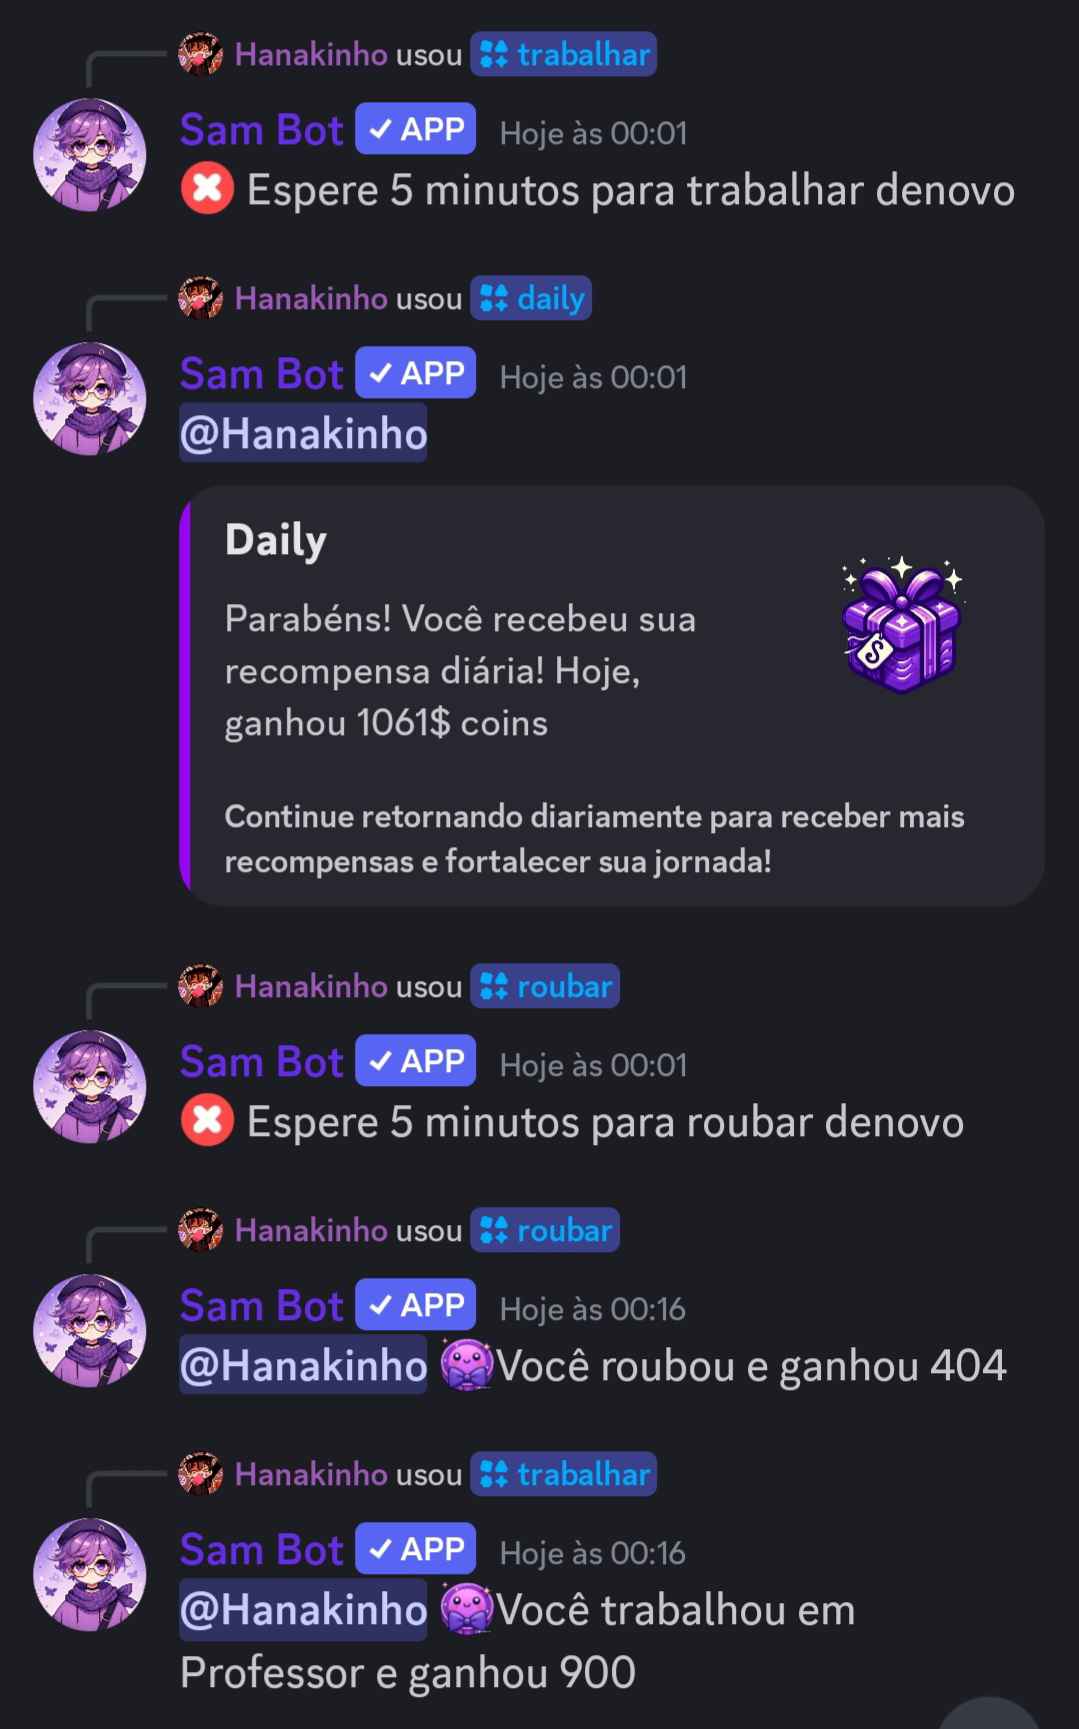 Hanakinho usou trabalhar
Sam Bot ✓ APP Hoje às 00:01
Espere 5 minutos para trabalhar denovo
Hanakinho usou daily
Sam Bot ✓ APP Hoje às 00:01
@Hanakinho
Daily
Parabéns! Você recebeu sua
recompensa diária! Hoje,
ganhou 1061$ coins
S
Continue retornando diariamente para receber mais
recompensas e fortalecer sua jornada!
Hanakinho usou roubar
Sam Bot ✓ APP Hoje às 00:01
Espere 5 minutos para roubar denovo
Hanakinho usou roubar
Sam Bot ✓ APP Hoje às 00:16
@Hanakinho Você roubou e ganhou 404
Hanakinho usou trabalhar
Sam Bot ✓ APP Hoje às 00:16
@Hanakinho Você trabalhou em
Professor e ganhou 900